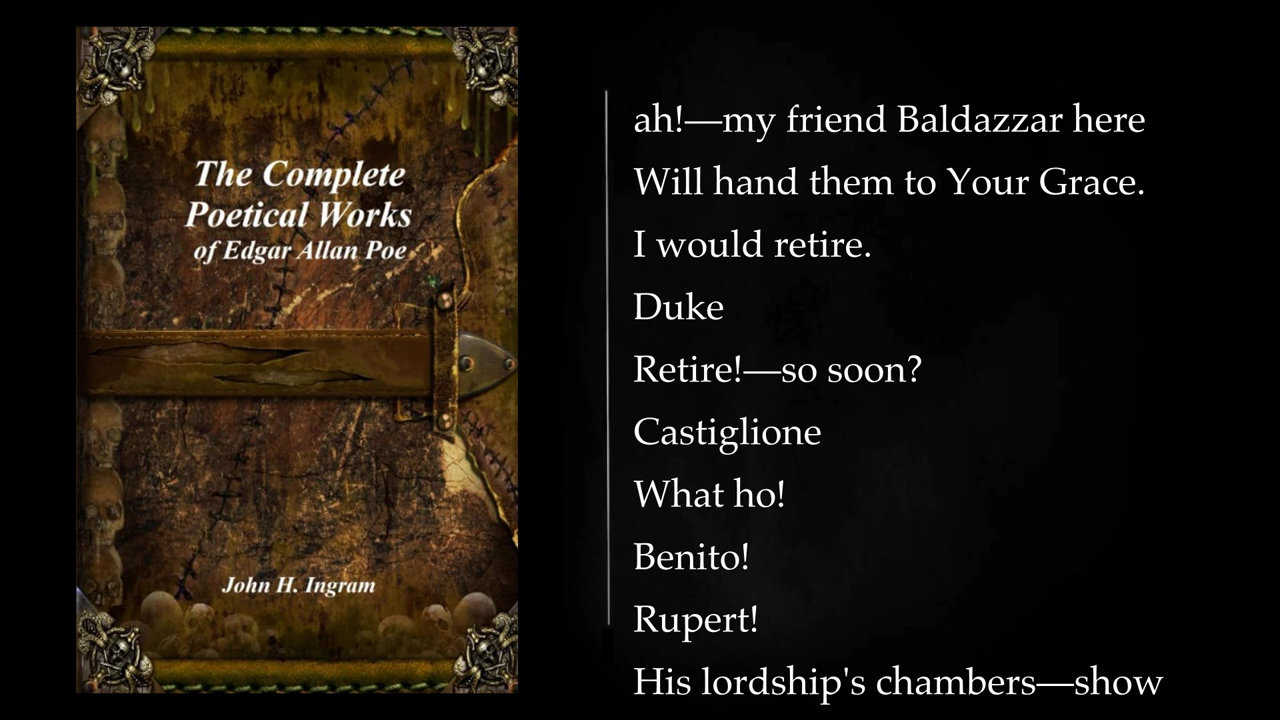 The Complete
Poetical Works
of Edgar Allan Poe
John H. Ingram
ah!—my friend Baldazzar here
Will hand them to Your Grace.
I would retire.
Duke
Retire!—so soon?
Castiglione
What ho!
Benito!
Rupert!
His lordship's chambers—show